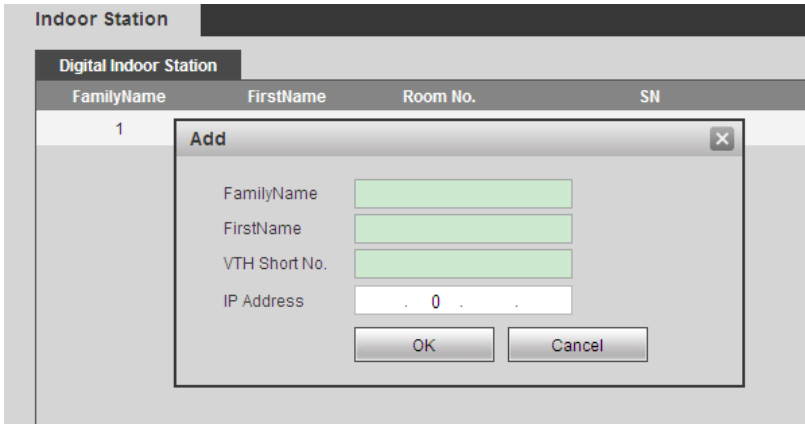 Indoor Station
Digital Indoor Station
FamilyName FirstName Room No. SN
1
Add
FamilyName
FirstName
VTH Short No.
IP Address . 0 . .
OK Cancel